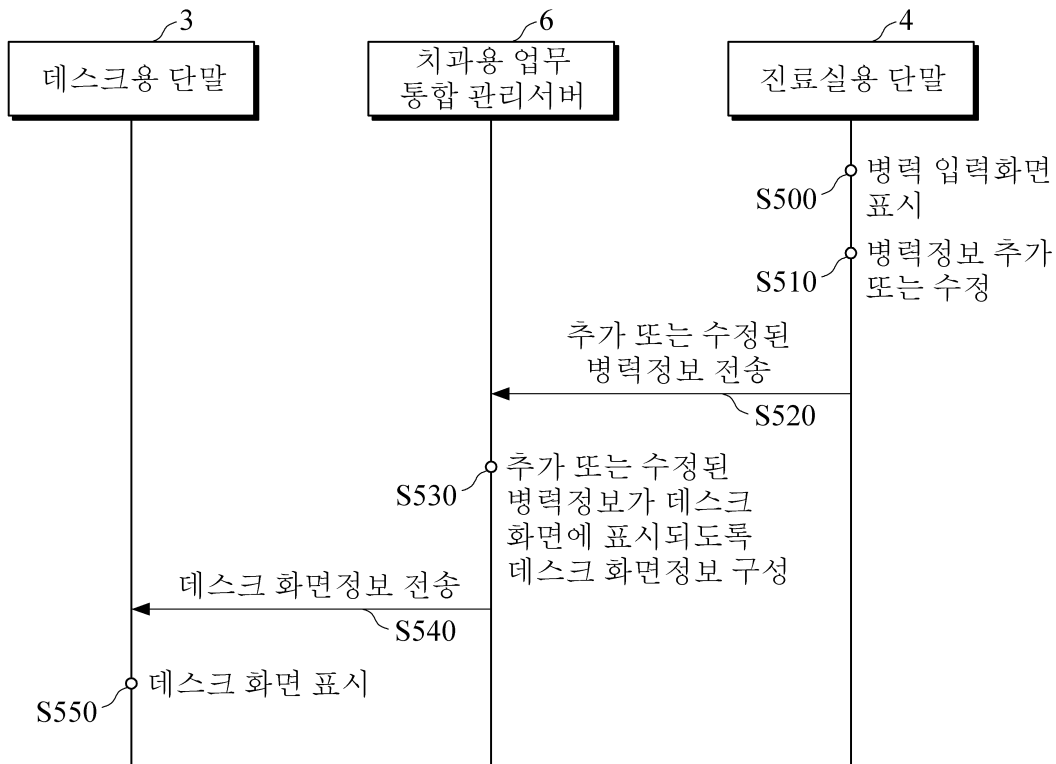 3
6
4
데스크용 단말
치과용 업무
통합 관리서버
진료실용 단말
병력 입력화면
표시
S500
병력정보 추가
또는 수정
S510
추가 또는 수정된
병력정보 전송
S520
추가 또는 수정된
병력정보가 데스크
화면에 표시되도록
데스크 화면정보 구성
S530
데스크 화면정보 전송
S540
데스크 화면 표시
S550